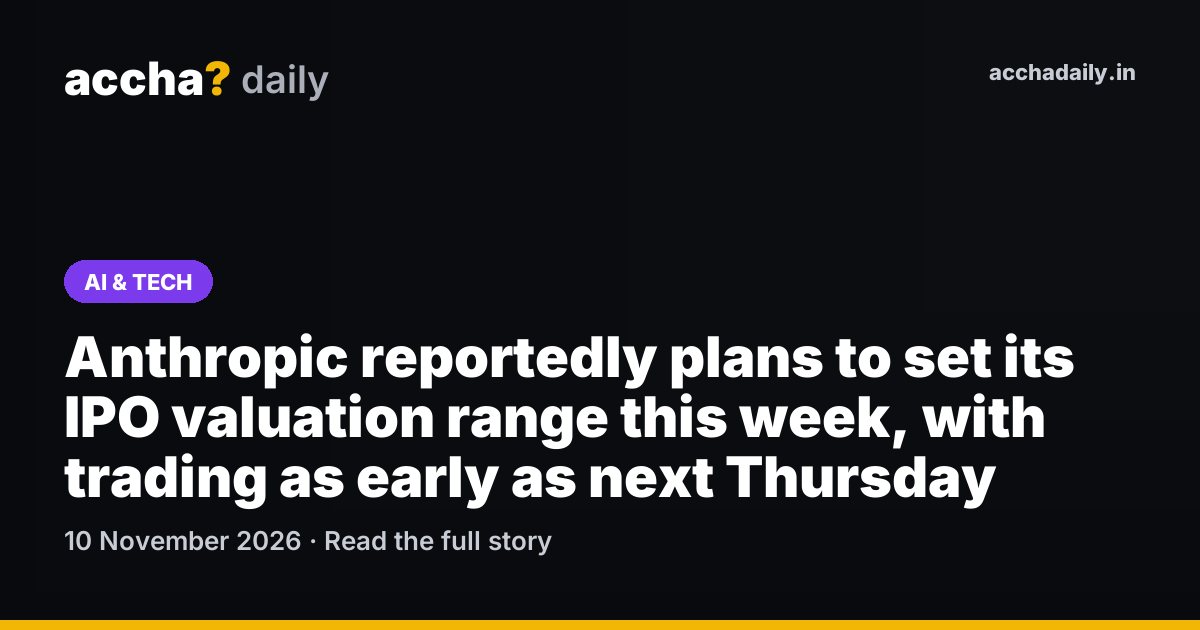 accha? daily
acchadaily.in
AI & TECH
Anthropic reportedly plans to set its
IPO valuation range this week, with
trading as early as next Thursday
10 November 2026 · Read the full story